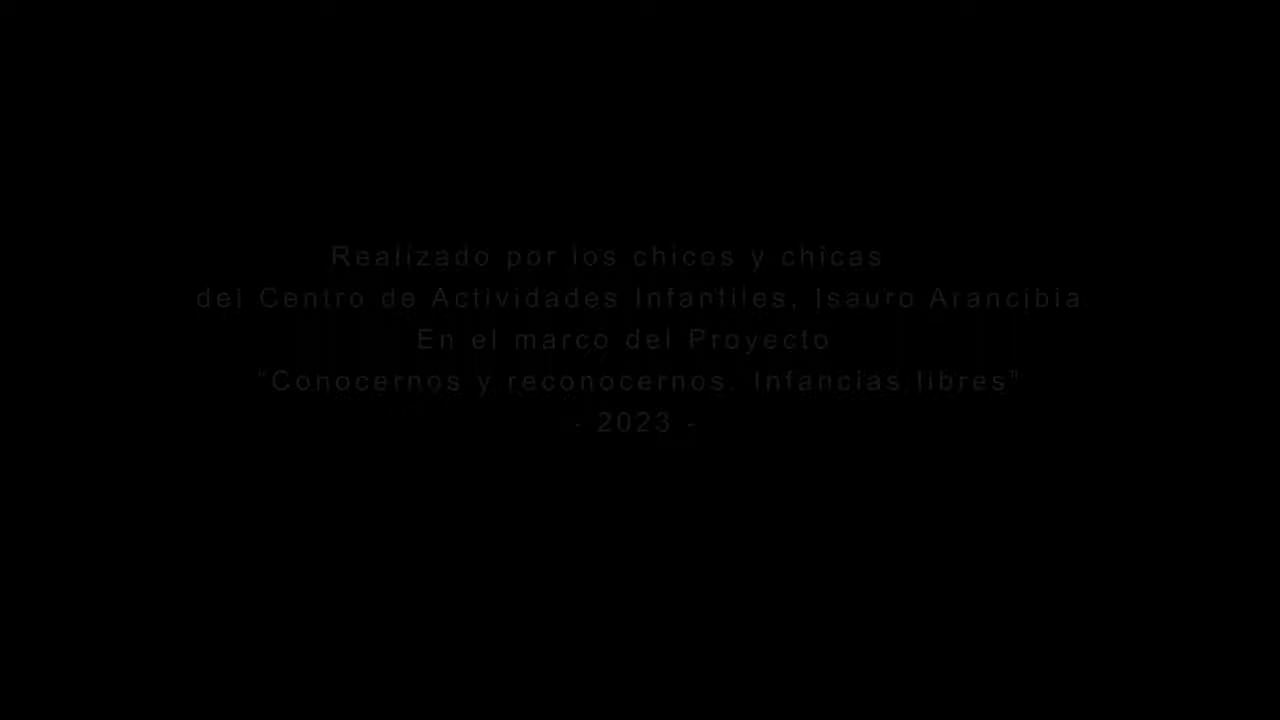 Realizado por los chicos y chicas
del Centro de Actividades Infantiles, Isauro Arancibia
En el marco del Proyecto
“Conocernos y reconocernos. Infancias libres”
- 2023 -